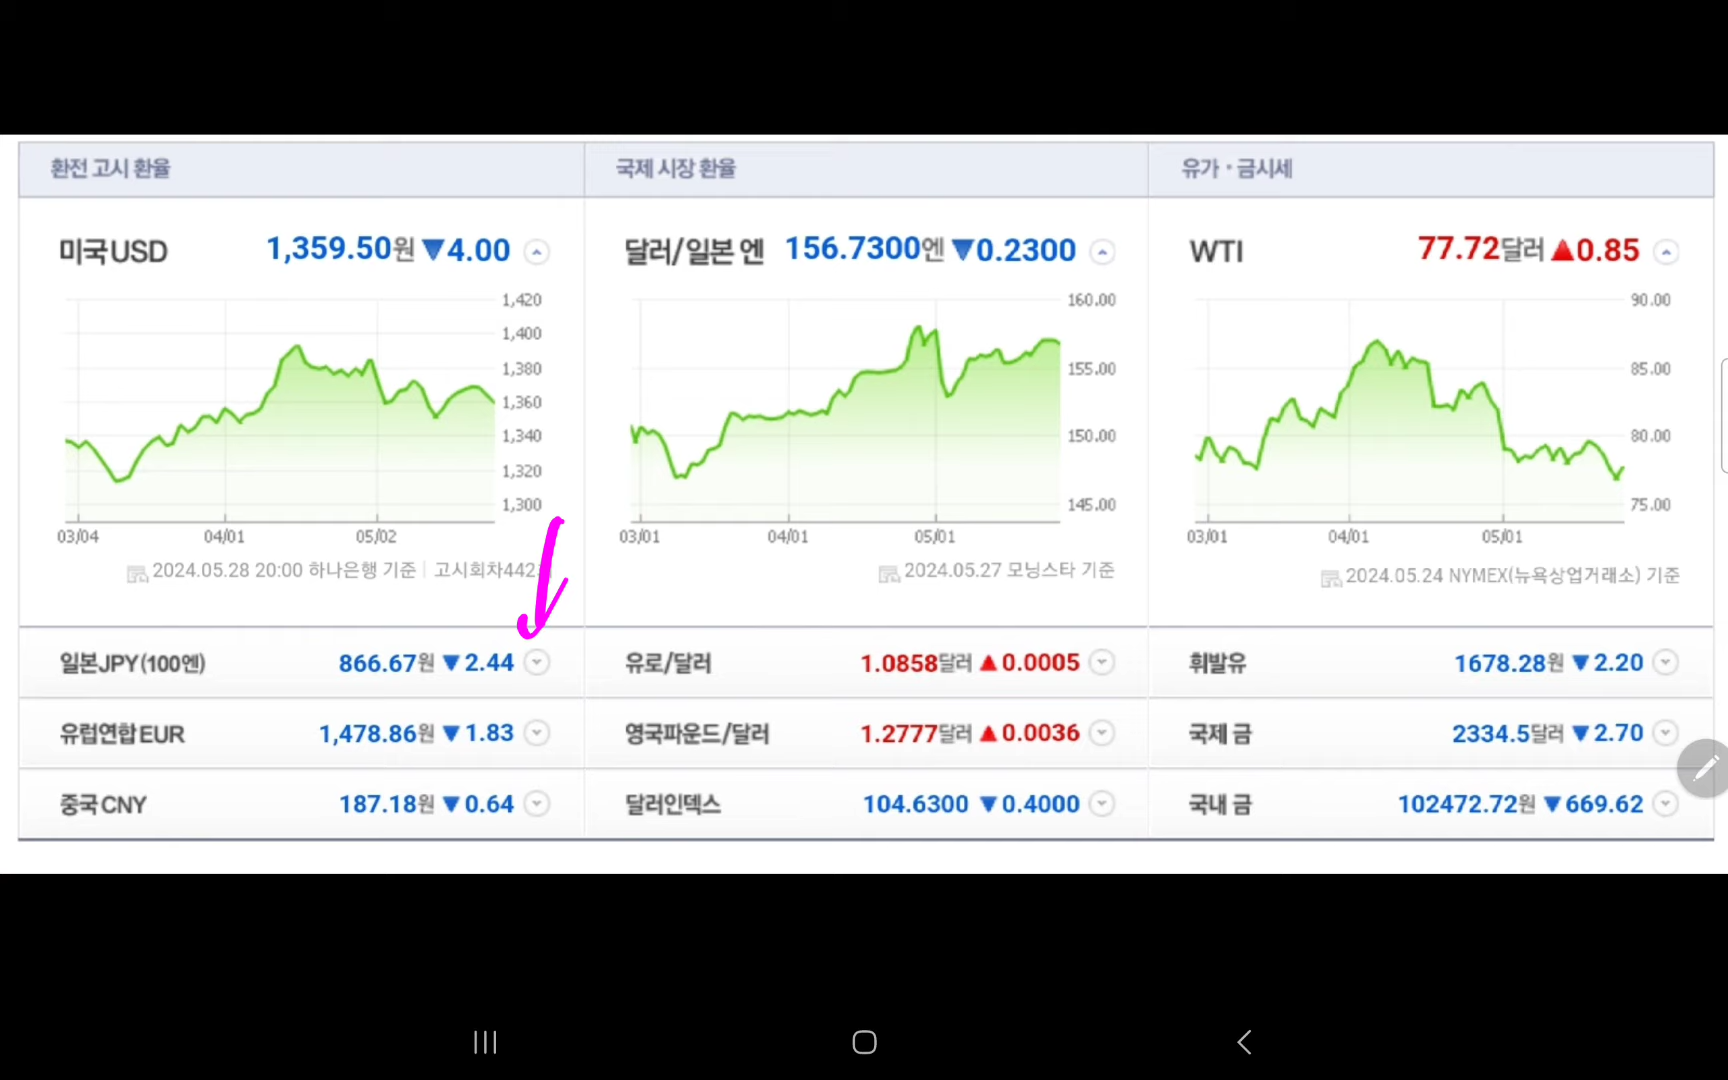 환전 고시 환율
미국 USD 1,359.50원 ▼4.00
1,420
1,400
1,380
1,360
1,340
1,320
1,300
03/04 04/01 05/02
2024.05.28 20:00 하나은행 기준 고시회차442
일본 JPY (100엔) 866.67원 ▼ 2.44
유럽연합 EUR 1,478.86원 ▼ 1.83
중국 CNY 187.18원 ▼ 0.64
국제 시장 환율
달러/일본 엔 156.7300엔 ▼0.2300
160.00
155.00
150.00
145.00
03/01 04/01 05/01
2024.05.27 모닝스타 기준
유로/달러 1.0858달러 ▲ 0.0005
영국파운드/달러 1.2777달러 ▲ 0.0036
달러인덱스 104.6300 ▼ 0.4000
유가 · 금시세
WTI 77.72달러 ▲0.85
90.00
85.00
80.00
75.00
03/01 04/01 05/01
2024.05.24 NYMEX(뉴욕상업거래소) 기준
휘발유 1678.28원 ▼ 2.20
국제 금 2334.5달러 ▼ 2.70
국내 금 102472.72원 ▼ 669.62